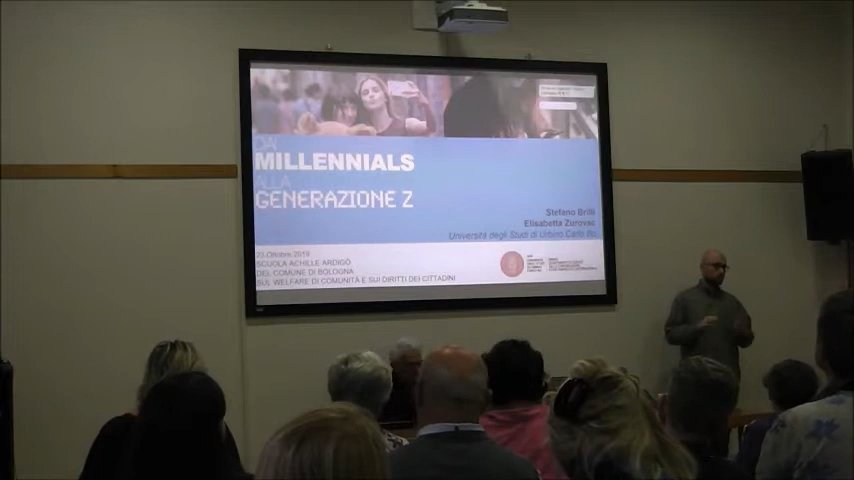 DAI
MILLENNIALS
ALLA
GENERAZIONE Z
Stefano Brilli
Elisabetta Zurovac
Università degli Studi di Urbino Carlo Bo
23 Ottobre 2019
SCUOLA ACHILLE ARDIGÒ
DEL COMUNE DI BOLOGNA
SUL WELFARE DI COMUNITÀ E SUI DIRITTI DEI CITTADINI